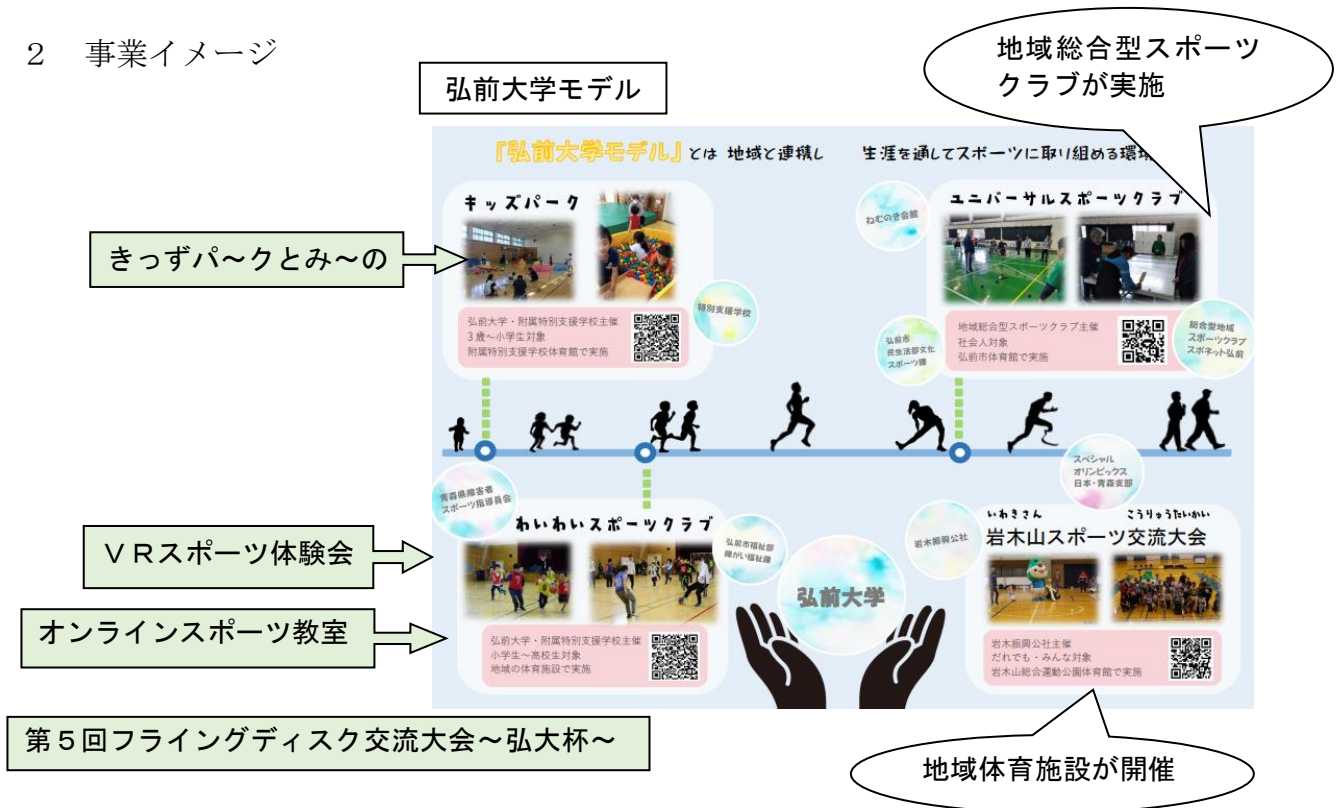 ２　事業イメージ
地域総合型スポーツ
クラブが実施
弘前大学モデル
『弘前大学モデル』とは 地域と連携し　生涯を通してスポーツに取り組める環境
キッズパーク
きっずパ～クとみ～の
特別支援学校
弘前大学・附属特別支援学校主催
3歳～小学生対象
附属特別支援学校体育館で実施
ねむのき会館
ユニバーサルスポーツクラブ
弘前市
民生活部文化
スポーツ課
地域総合型スポーツクラブ主催
社会人対象
弘前市体育館で実施
総合型地域
スポーツクラブ
スポネット弘前
青森県障害者
スポーツ指導員会
わいわいスポーツクラブ
弘前市福祉部
障がい福祉課
ＶＲスポーツ体験会
オンラインスポーツ教室
弘前大学・附属特別支援学校主催
小学生～高校生対象
地域の体育施設で実施
弘前大学
スペシャル
オリンピックス
日本・青森支部
岩木振興公社
いわきさん　こうりゅうたいかい
岩木山スポーツ交流大会
岩木振興公社主催
だれでも・みんな対象
岩木山総合運動公園体育館で実施
第５回フライングディスク交流大会～弘大杯～
地域体育施設が開催